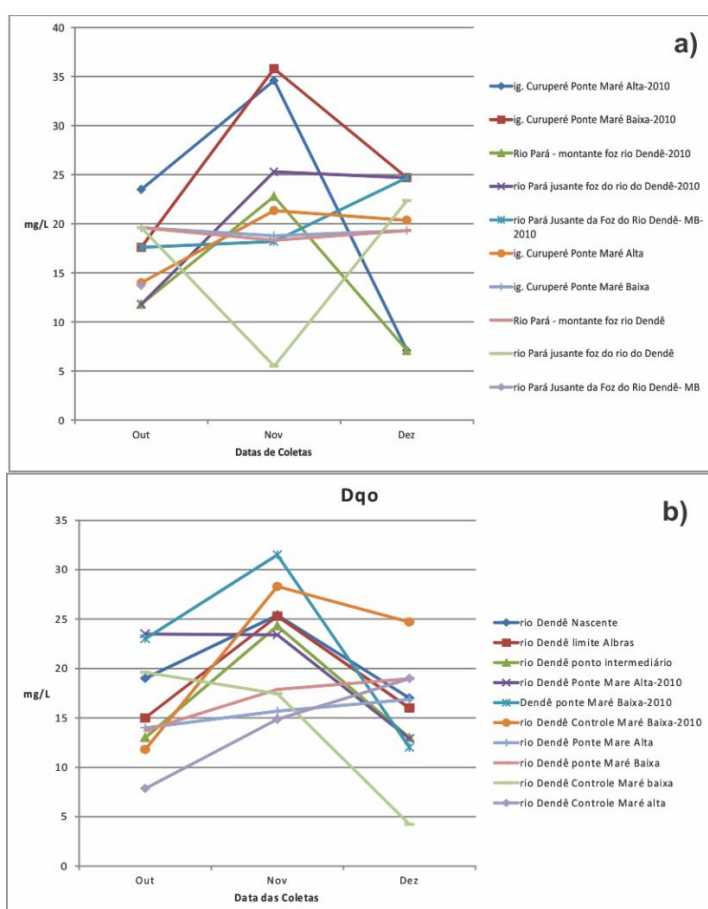 a)
40
35
30
25
mg/L
20
15
10
5
0
Out
Nov
Dez
Datas de Coletas
ig. Curuperé Ponte Maré Alta-2010
ig. Curuperé Ponte Maré Baixa-2010
Rio Pará - montante foz rio Dendê-2010
rio Pará jusante foz do rio do Dendê-2010
rio Pará Jusante da Foz do Rio Dendê- MB-
2010
ig. Curuperé Ponte Maré Alta
ig. Curuperé Ponte Maré Baixa
Rio Pará - montante foz rio Dendê
rio Pará jusante foz do rio do Dendê
rio Pará Jusante da Foz do Rio Dendê- MB
Dqo
b)
35
30
25
20
mg/L
15
10
5
0
Out
Nov
Dez
Data das Coletas
rio Dendê Nascente
rio Dendê limite Albras
rio Dendê ponto intermediário
rio Dendê Ponte Mare Alta-2010
Dendê ponte Maré Baixa-2010
rio Dendê Controle Maré Baixa-2010
rio Dendê Ponte Mare Alta
rio Dendê ponte Maré Baixa
rio Dendê Controle Maré baixa
rio Dendê Controle Maré alta